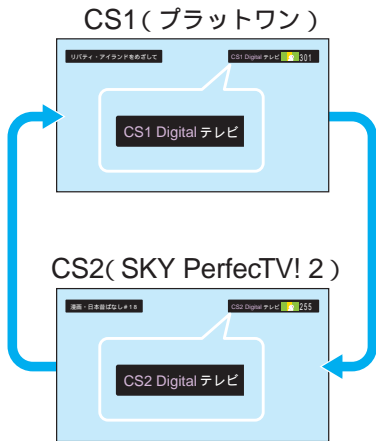 CS1(プラットワン)
リバティ・アイランドをめざして
CS1 Digital テレビ 301
CS1 Digital テレビ
CS2(SKY PerfecTV! 2)
漫画・日本昔ばなし#16
CS2 Digital テレビ 255
CS2 Digital テレビ